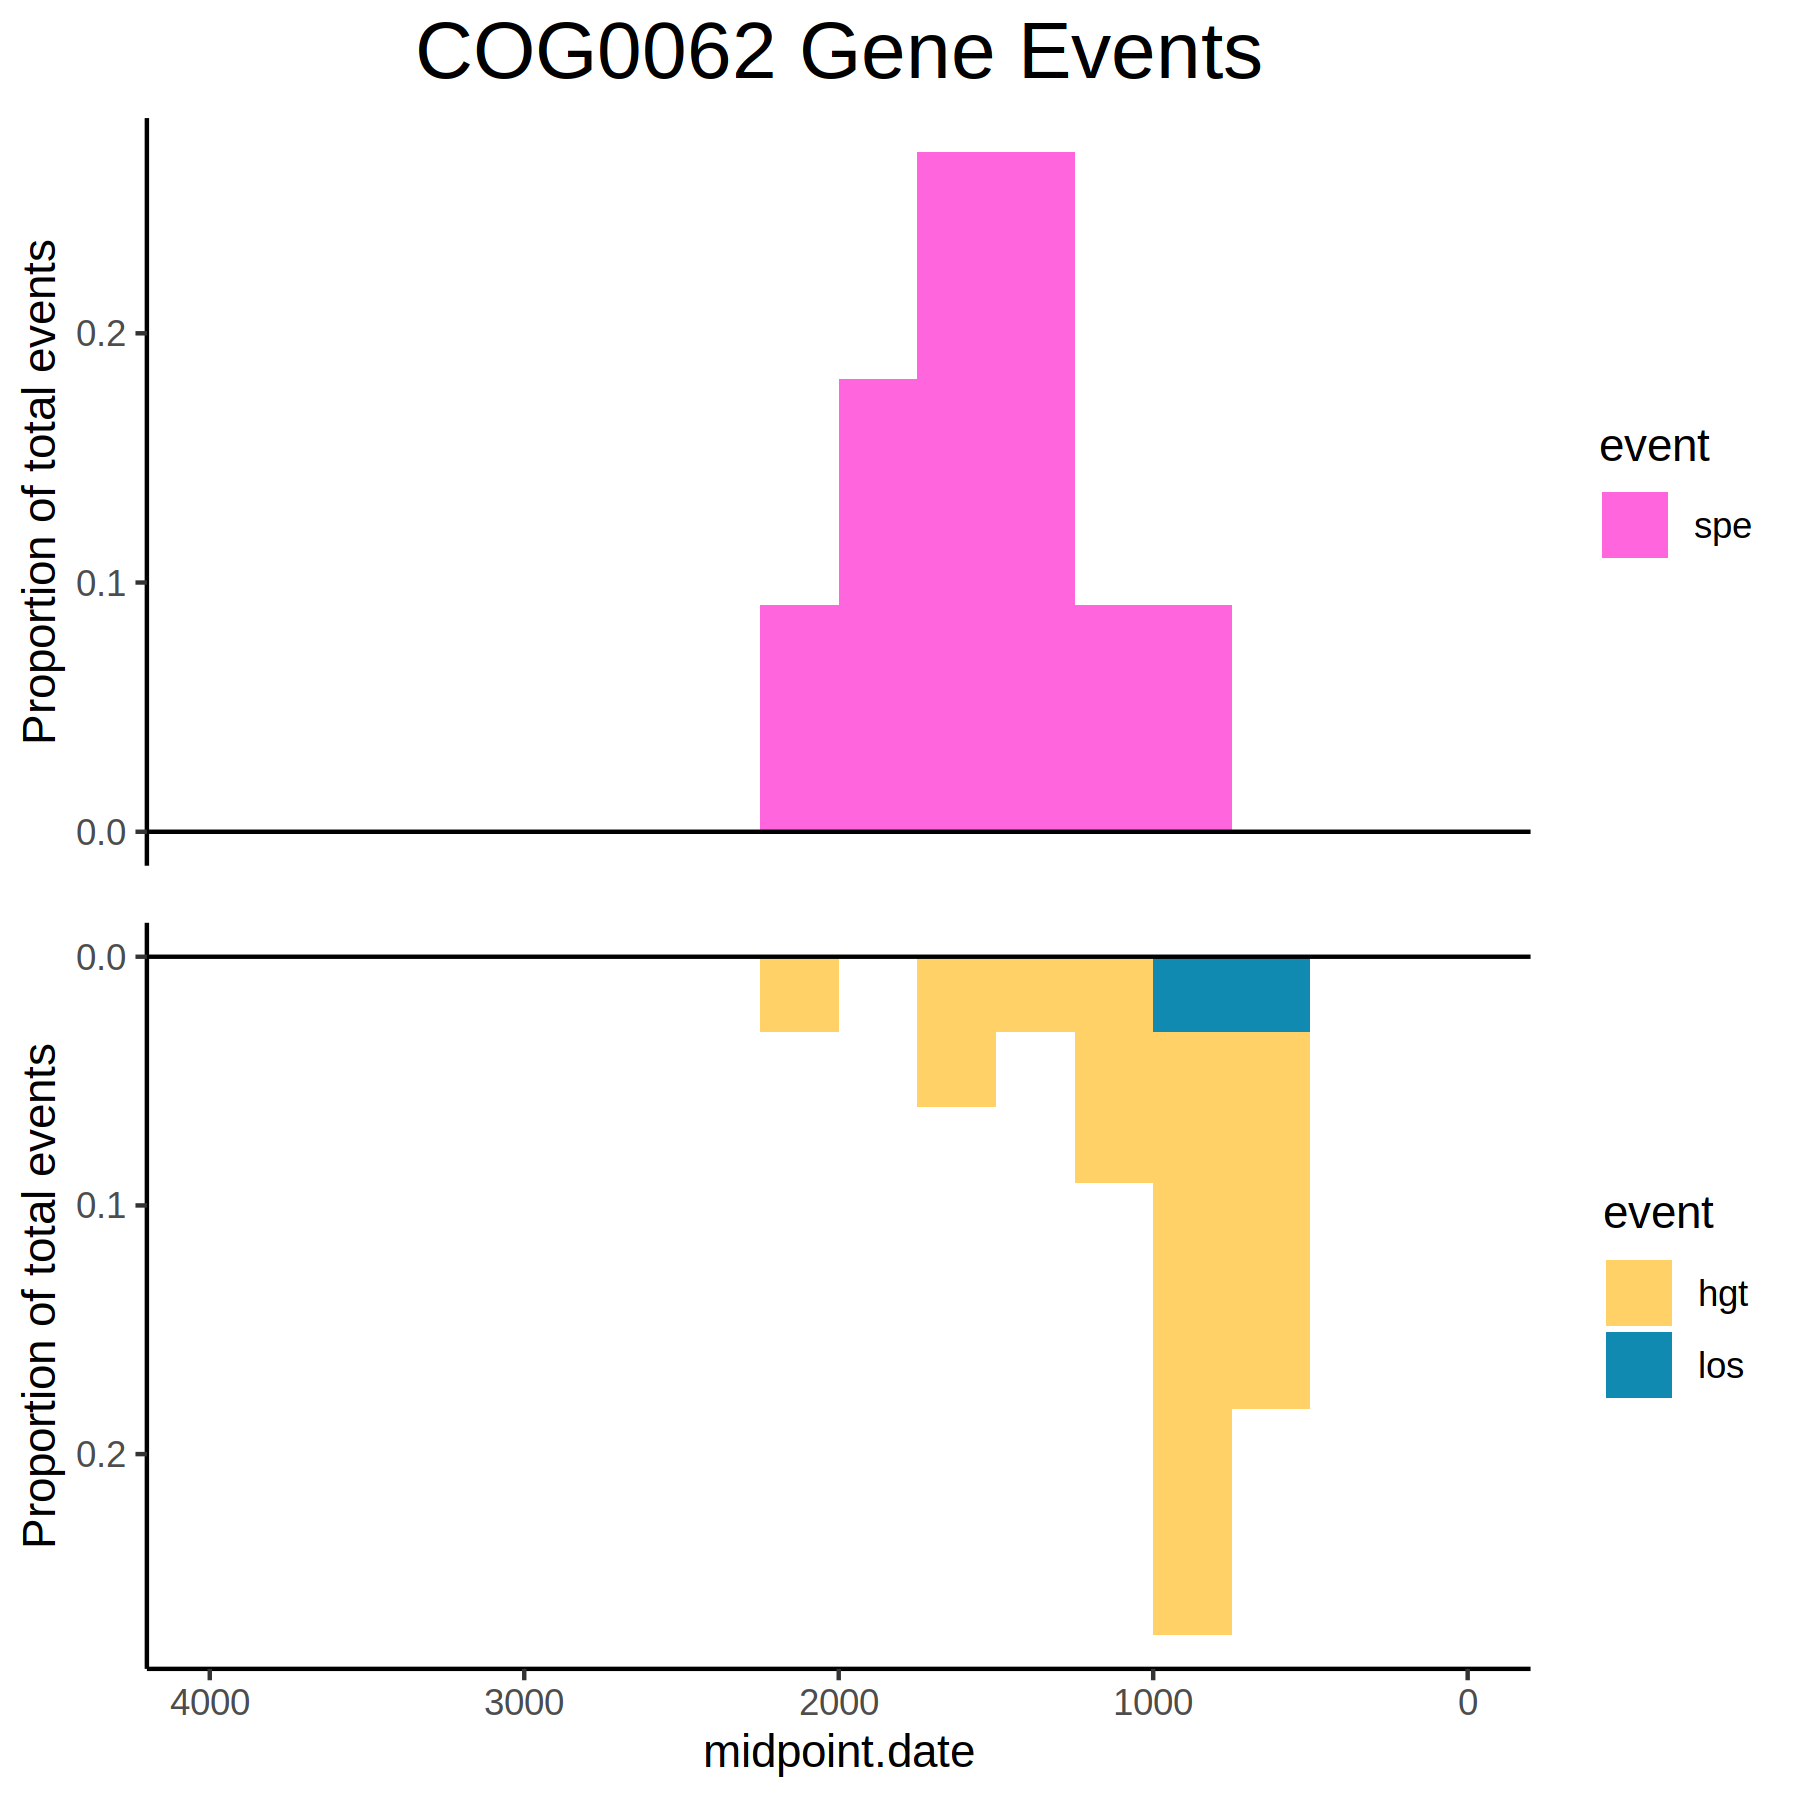 COG0062 Gene Events
Proportion of total events
0.2
0.1
0.0
event
spe
Proportion of total events
0.0
0.1
0.2
event
hgt
los
4000 3000 2000 1000 0
midpoint.date